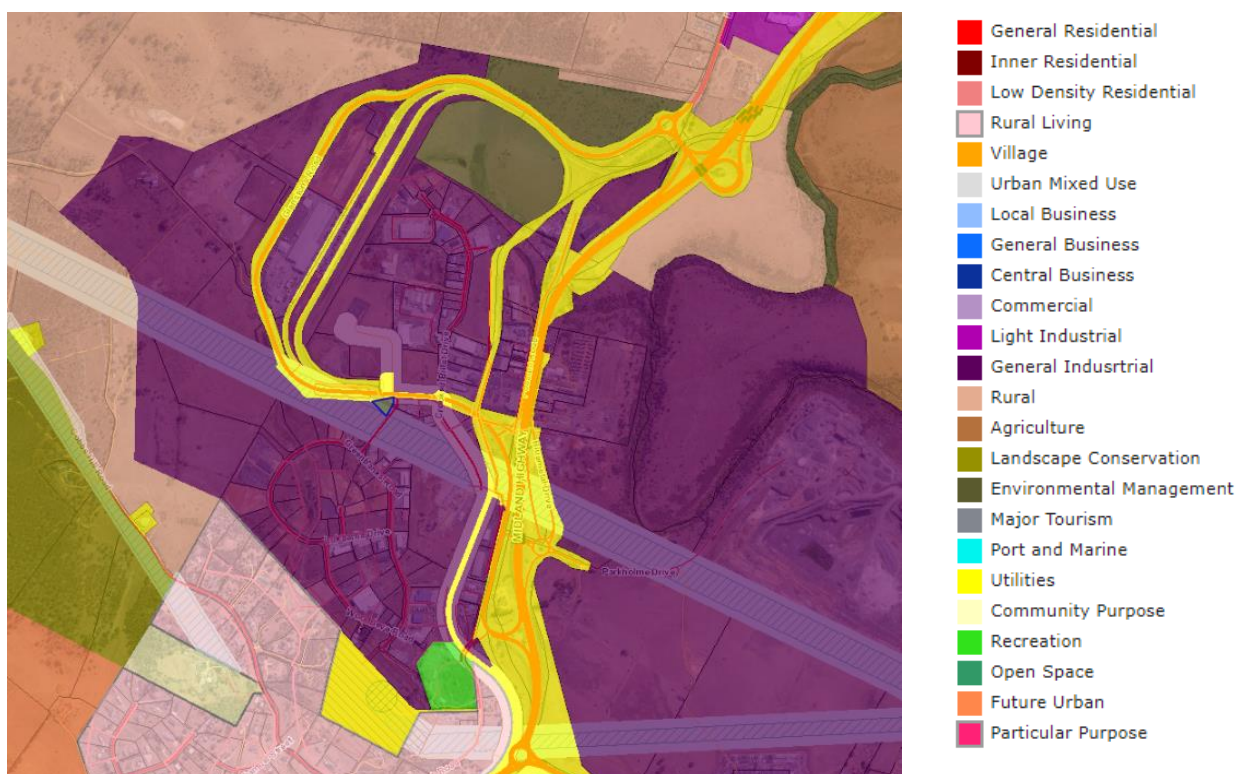 MIDLAND HIGHWAY
Parkholme Drive
General Residential
Inner Residential
Low Density Residential
Rural Living
Village
Urban Mixed Use
Local Business
General Business
Central Business
Commercial
Light Industrial
General Indusrtrial
Rural
Agriculture
Landscape Conservation
Environmental Management
Major Tourism
Port and Marine
Utilities
Community Purpose
Recreation
Open Space
Future Urban
Particular Purpose